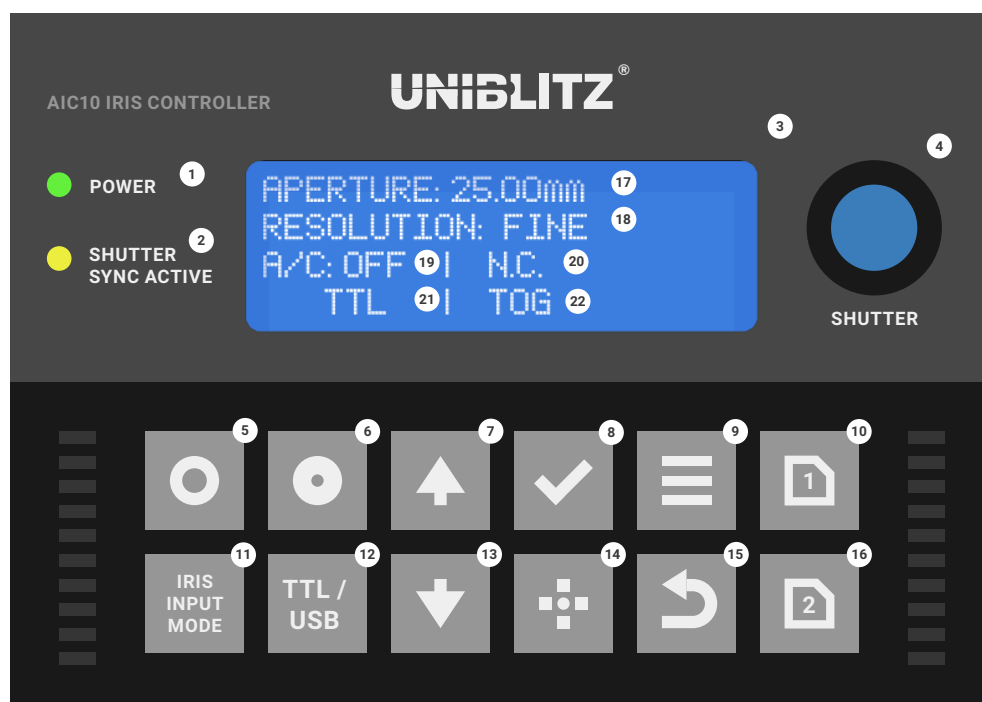 UNIBLITZ®
AIC10 IRIS CONTROLLER
3
4
1
POWER
2
SHUTTER
SYNC ACTIVE
APERTURE: 25.00mm 17
RESOLUTION: FINE 18
A/C: OFF 19 | N.C. 20
TTL 21 | TOG 22
SHUTTER
5
6
7
8
9
10
1
11
12
13
14
15
16
IRIS
INPUT
MODE
TTL /
USB
2